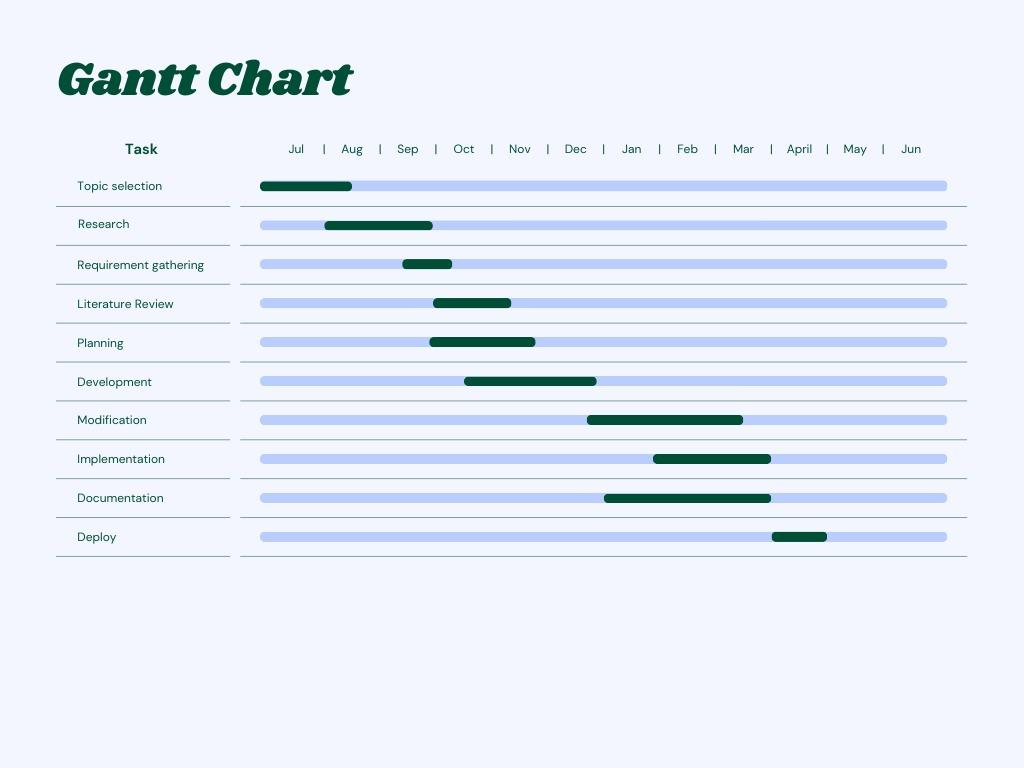 Gantt Chart
Task Jul | Aug | Sep | Oct | Nov | Dec | Jan | Feb | Mar | April | May | Jun
Topic selection
Research
Requirement gathering
Literature Review
Planning
Development
Modification
Implementation
Documentation
Deploy